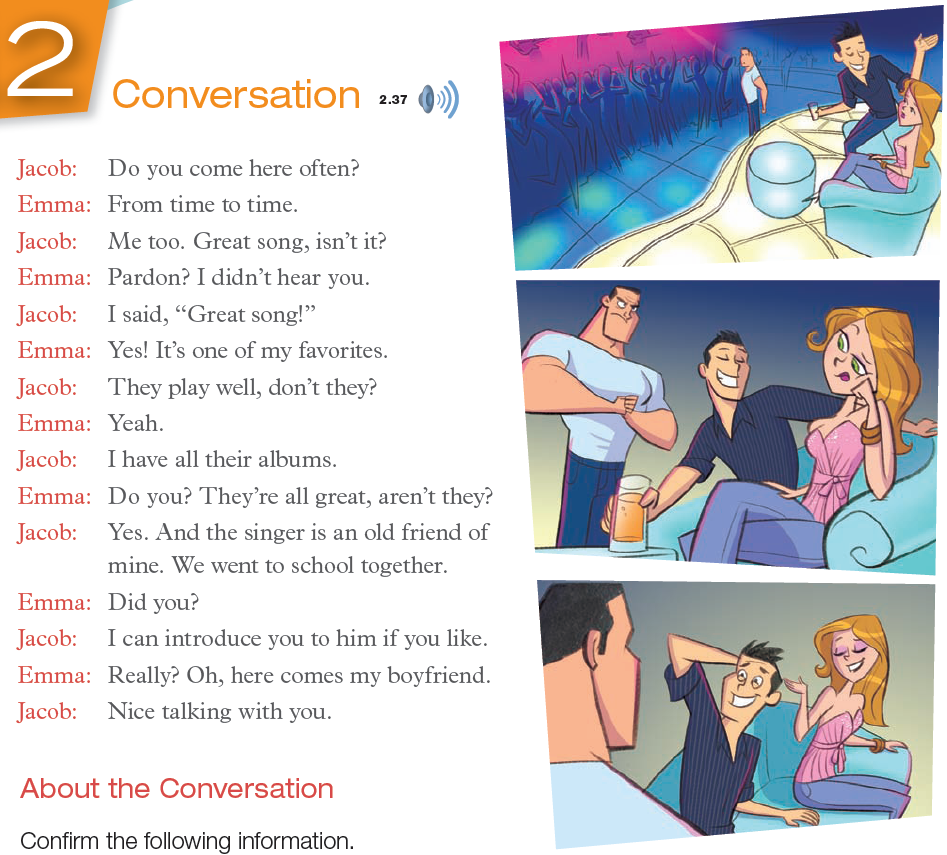 2
Conversation 2.37
Jacob: Do you come here often?
Emma: From time to time.
Jacob: Me too. Great song, isn’t it?
Emma: Pardon? I didn’t hear you.
Jacob: I said, “Great song!”
Emma: Yes! It’s one of my favorites.
Jacob: They play well, don’t they?
Emma: Yeah.
Jacob: I have all their albums.
Emma: Do you? They’re all great, aren’t they?
Jacob: Yes. And the singer is an old friend of
mine. We went to school together.
Emma: Did you?
Jacob: I can introduce you to him if you like.
Emma: Really? Oh, here comes my boyfriend.
Jacob: Nice talking with you.
About the Conversation
Confirm the following information.